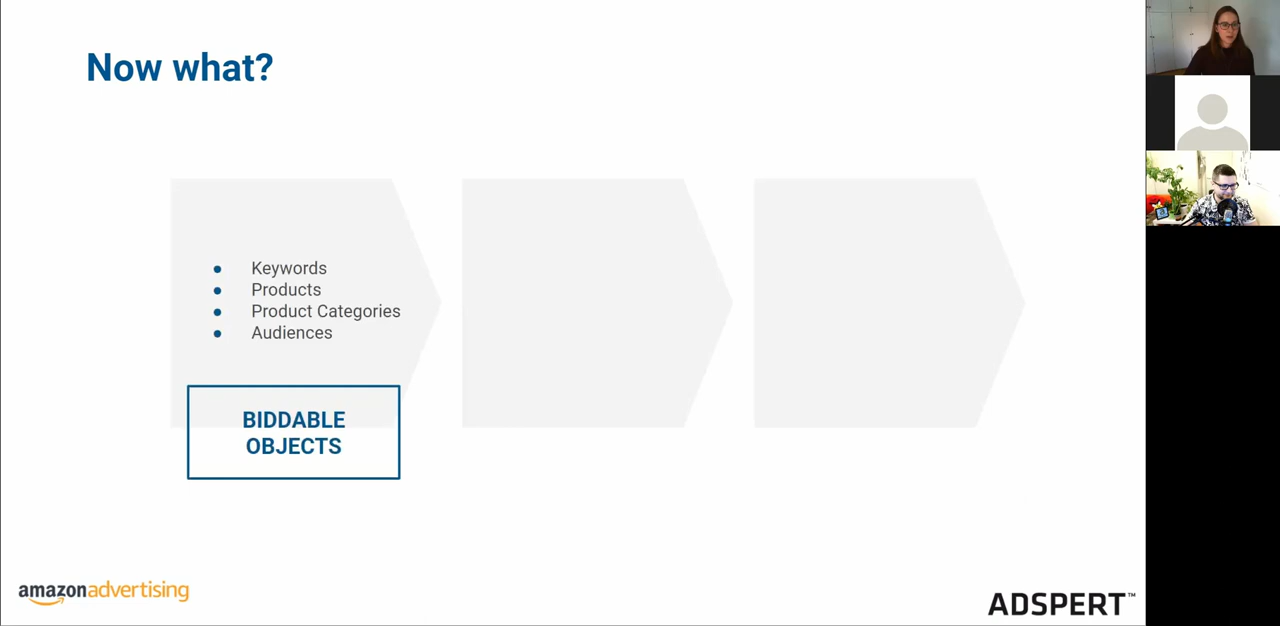 Now what?
● Keywords
● Products
● Product Categories
● Audiences
BIDDABLE
OBJECTS
amazonadvertising
ADSPERT™